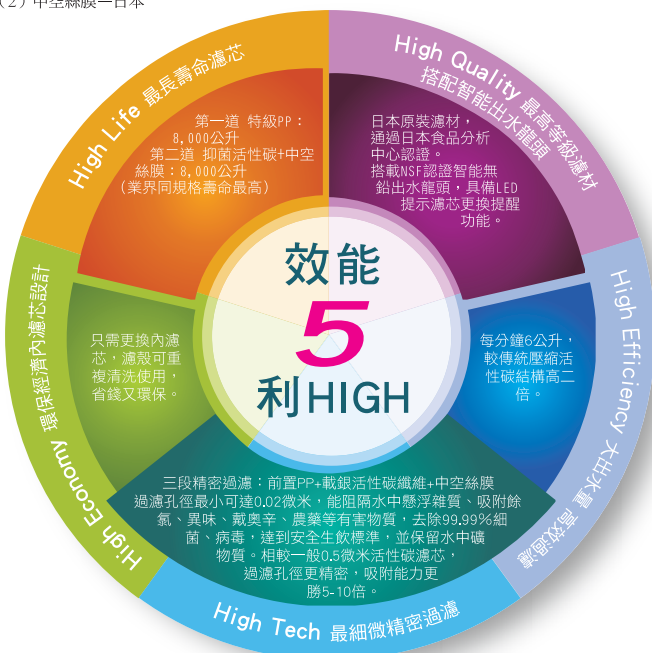 （2）中空絲膜—日本
High Life 最長壽命濾芯
第一道 特級PP：
8,000公升
第二道 抑菌活性碳+中空
絲膜：8,000公升
（業界同規格壽命最高）
High Quality 最高等級濾材
搭配智能出水龍頭
日本原裝濾材，
通過日本食品分析
中心認證。
搭載NSF認證智能無
鉛出水龍頭，具備LED
提示濾芯更換提醒
功能。
效能
5
利HIGH
High Economy 環保經濟內濾芯設計
只需更換內濾
芯，濾殼可重
複清洗使用，
省錢又環保。
High Efficiency 大出水量 高效過濾
每分鐘6公升，
較傳統壓縮活
性碳結構高二
倍。
三段精密過濾：前置PP+載銀活性碳纖維+中空絲膜
過濾孔徑最小可達0.02微米，能阻隔水中懸浮雜質、吸附餘
氯、異味、戴奧辛、農藥等有害物質，去除99.99%細
菌、病毒，達到安全生飲標準，並保留水中礦
物質。相較一般0.5微米活性碳濾芯，
過濾孔徑更精密，吸附能力更
勝5-10倍。
High Tech 最細微精密過濾